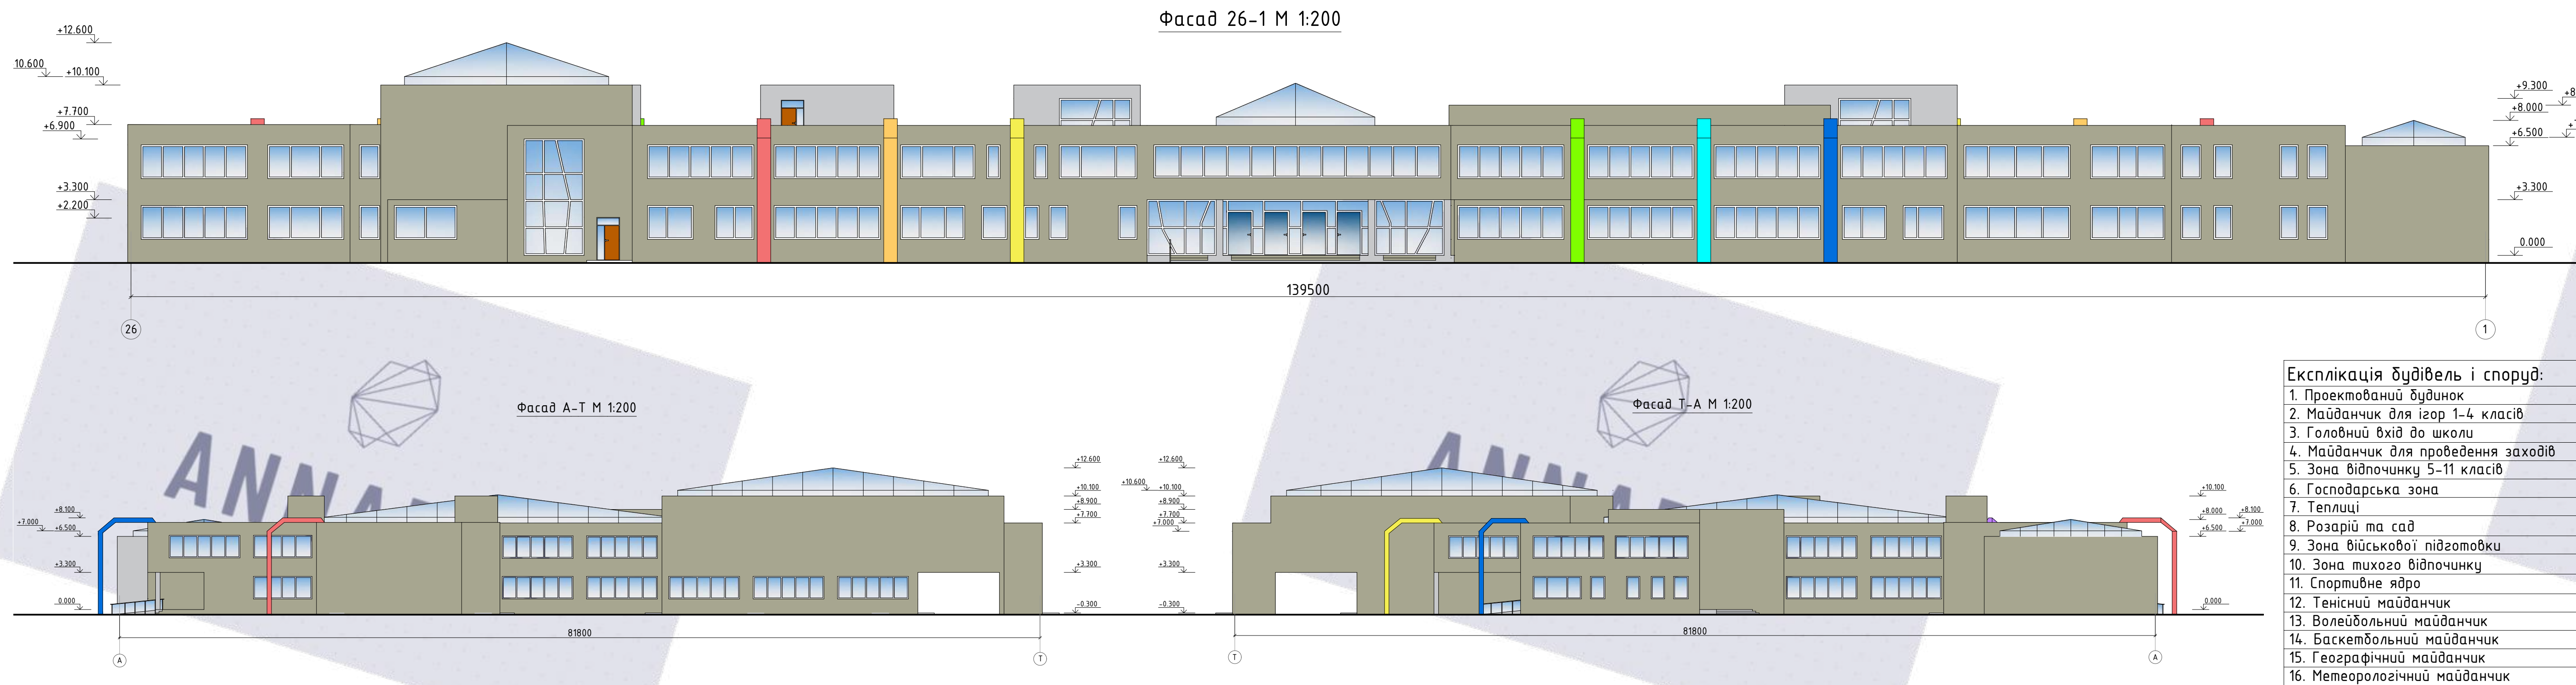 Фасад 26-1 М 1:200
+12.600
10.600
+10.100
+7.700
+6.900
+3.300
+2.200
+9.300
+8.000
+6.500
+3.300
0.000
139500
26
1
Фасад А-Т М 1:200
+12.600
+10.100
+8.900
+7.700
+3.300
-0.300
+8.100
+7.000
+6.500
+3.300
0.000
81800
А
Т
Фасад Т-А М 1:200
+12.600
+10.600
+10.100
+8.900
+7.700
+7.000
+3.300
-0.300
+10.100
+8.000
+8.100
+6.500
+7.000
0.000
81800
Т
А
Експлікація будівель і споруд:
1. Проектований будинок
2. Майданчик для ігор 1-4 класів
3. Головний вхід до школи
4. Майданчик для проведення заходів
5. Зона відпочинку 5-11 класів
6. Господарська зона
7. Теплиці
8. Розарій та сад
9. Зона військової підготовки
10. Зона тихого відпочинку
11. Спортивне ядро
12. Тенісний майданчик
13. Волейбольний майданчик
14. Баскетбольний майданчик
15. Географічний майданчик
16. Метеорологічний майданчик